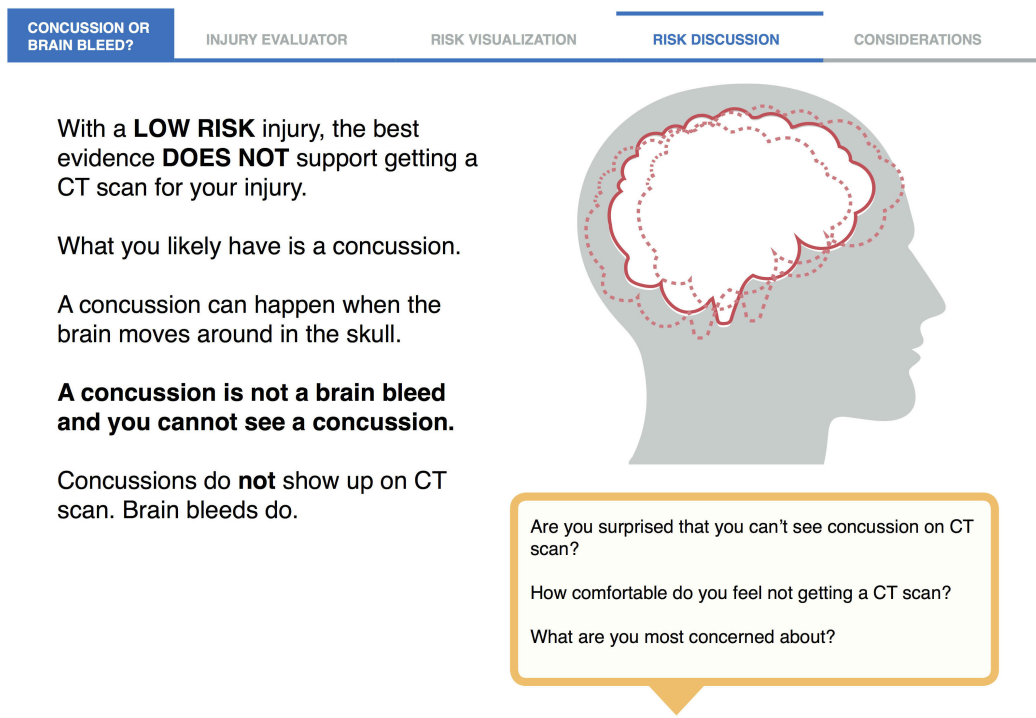 CONCUSSION OR
BRAIN BLEED?
INJURY EVALUATOR
RISK VISUALIZATION
RISK DISCUSSION
CONSIDERATIONS
With a LOW RISK injury, the best
evidence DOES NOT support getting a
CT scan for your injury.
What you likely have is a concussion.
A concussion can happen when the
brain moves around in the skull.
A concussion is not a brain bleed
and you cannot see a concussion.
Concussions do not show up on CT
scan. Brain bleeds do.
Are you surprised that you can't see concussion on CT
scan?
How comfortable do you feel not getting a CT scan?
What are you most concerned about?